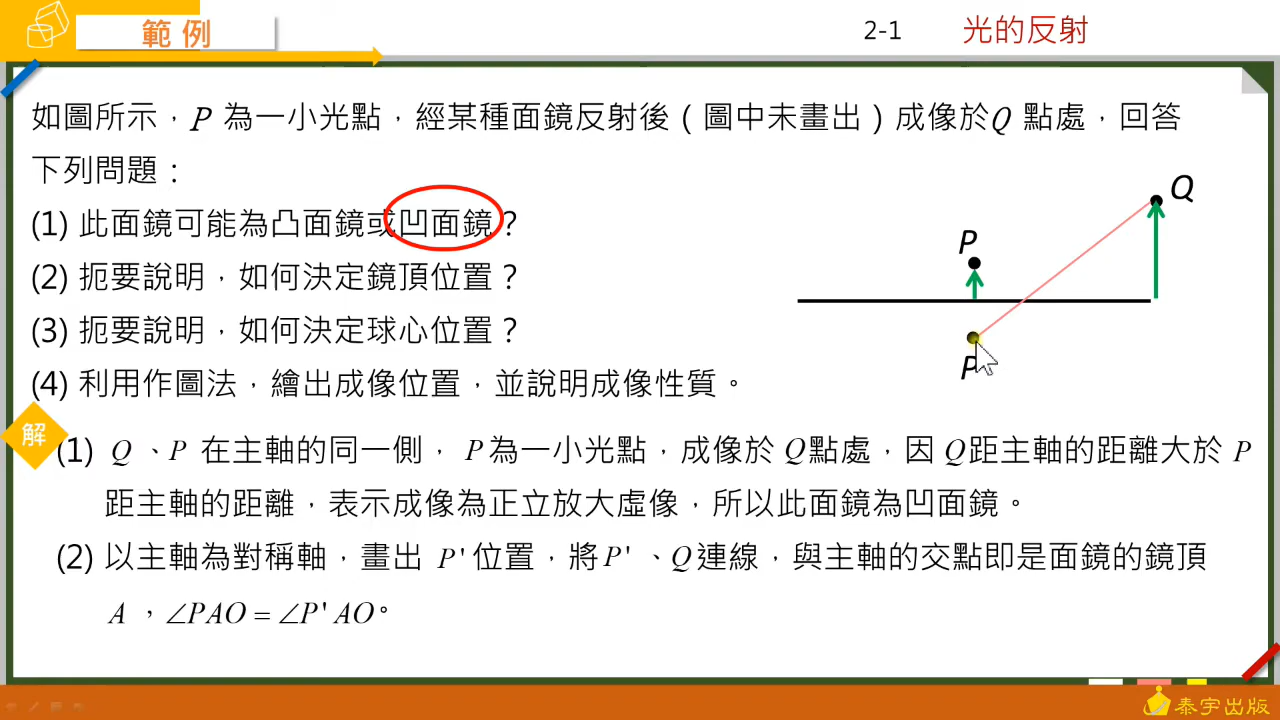 範例
2-1 光的反射
如圖所示,P 為一小光點,經某種面鏡反射後(圖中未畫出)成像於Q 點處,回答
下列問題:
(1) 此面鏡可能為凸面鏡或凹面鏡?
(2) 扼要說明,如何決定鏡頂位置?
(3) 扼要說明,如何決定球心位置?
(4) 利用作圖法,繪出成像位置,並說明成像性質。
Q
P
解
(1) Q、P 在主軸的同一側,P為一小光點,成像於 Q點處,因 Q距主軸的距離大於 P
距主軸的距離,表示成像為正立放大虛像,所以此面鏡為凹面鏡。
(2) 以主軸為對稱軸,畫出 P'位置,將P'、Q連線,與主軸的交點即是面鏡的鏡頂
A,∠PAO=∠P'AO。
泰宇出版